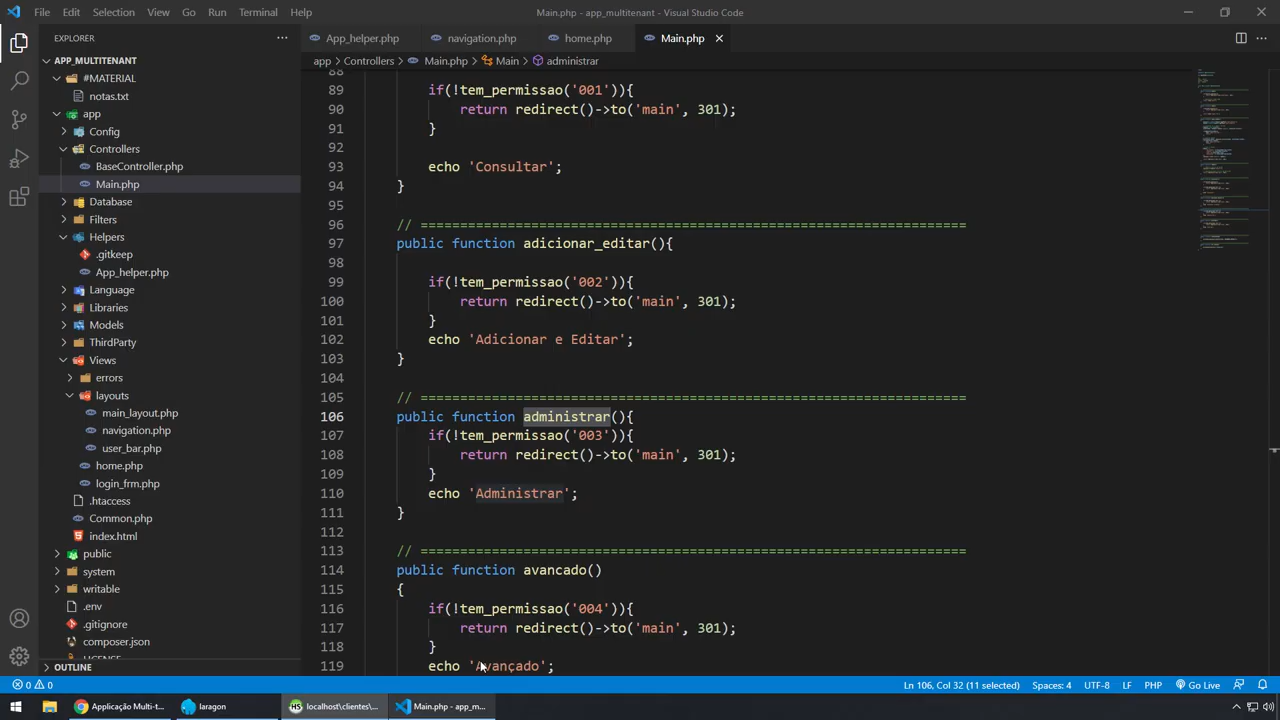 File Edit Selection View Go Run Terminal Help
Main.php - app_multitenant - Visual Studio Code
EXPLORER
App_helper.php
navigation.php
home.php
Main.php
APP_MULTITENANT
#MATERIAL
notas.txt
app
Config
Controllers
BaseController.php
Main.php
Database
Filters
Helpers
.gitkeep
App_helper.php
Language
Libraries
Models
ThirdParty
Views
errors
layouts
main_layout.php
navigation.php
user_bar.php
home.php
login_frm.php
.htaccess
Common.php
index.html
public
system
writable
.env
.gitignore
composer.json
OUTLINE
app > Controllers > Main.php > Main > administrar
88
89 if(!tem_permissao('001')){
90 return redirect()->to('main', 301);
91 }
92
93 echo 'Consultar';
94 }
95
96 // =====================================================================
97 public function adicionar_editar(){
98
99 if(!tem_permissao('002')){
100 return redirect()->to('main', 301);
101 }
102 echo 'Adicionar e Editar';
103 }
104
105 // =====================================================================
106 public function administrar(){
107 if(!tem_permissao('003')){
108 return redirect()->to('main', 301);
109 }
110 echo 'Administrar';
111 }
112
113 // =====================================================================
114 public function avancado()
115 {
116 if(!tem_permissao('004')){
117 return redirect()->to('main', 301);
118 }
119 echo 'Avançado';
0 0
Ln 106, Col 32 (11 selected) Spaces: 4 UTF-8 LF PHP Go Live
Aplicação Multi-t...
laragon
HS localhost\clientes\...
Main.php - app_m...